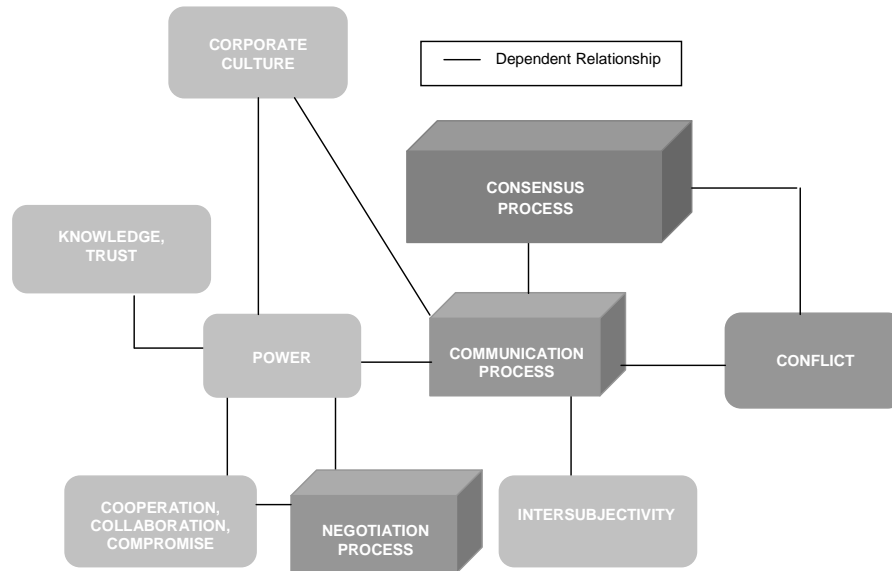 CORPORATE
CULTURE
Dependent Relationship
CONSENSUS
PROCESS
KNOWLEDGE,
TRUST
POWER
COMMUNICATION
PROCESS
CONFLICT
COOPERATION,
COLLABORATION,
COMPROMISE
NEGOTIATION
PROCESS
INTERSUBJECTIVITY